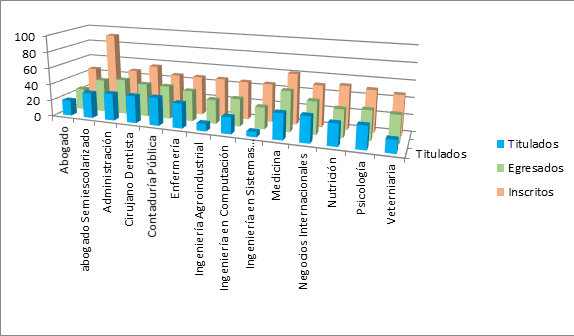 100
80
60
40
20
0
Abogado
abogado Semiescolarizado
Administración
Cirujano Dentista
Contaduría Pública
Enfermería
Ingeniería Agroindustrial
Ingeniería en Computación
Ingeniería en Sistemas..
Medicina
Negocios Internacionales
Nutrición
Psicología
Veterniaria
Titulados
Titulados
Egresados
Inscritos